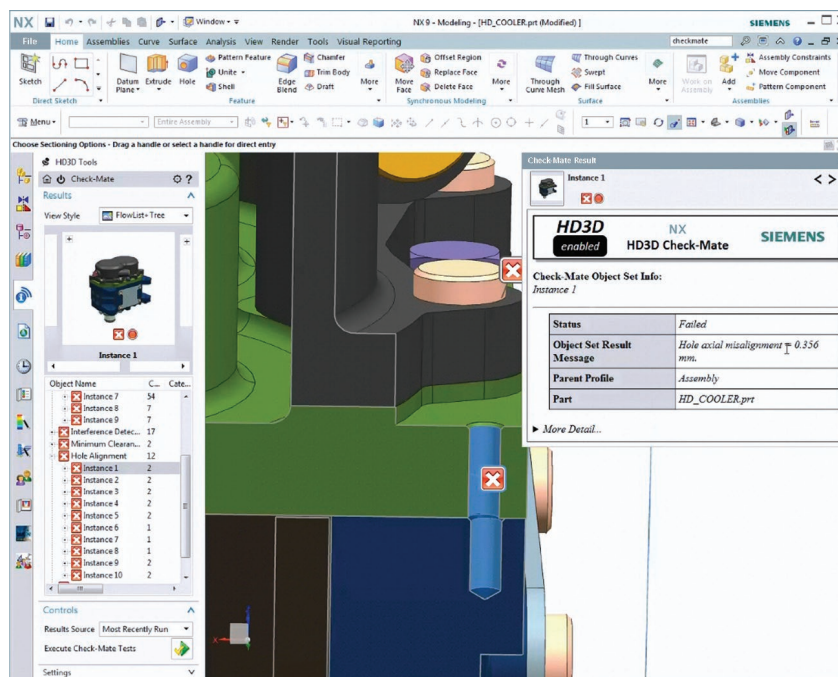 NX
Window
NX 9 - Modeling - [HD_COOLER.prt (Modified) ]
SIEMENS
File Home Assemblies Curve Surface Analysis View Render Tools Visual Reporting
checkmate
Sketch
Direct Sketch
Datum Plane
Extrude
Hole
Pattern Feature
Unite
Shell
Edge Blend
Chamfer
Trim Body
Draft
More
Feature
Move Face
Offset Region
Replace Face
Delete Face
More
Synchronous Modeling
Through Curve Mesh
Through Curves
Swept
Fill Surface
More
Surface
Work on Assembly
Add
Assembly Constraints
Move Component
Pattern Component
Assemblies
Menu
Entire Assembly
1
Choose Sectioning Options - Drag a handle or select a handle for direct entry
HD3D Tools
Check-Mate
Results
View Style FlowList+Tree
Instance 1
Object Name C... Cate...
Instance 7 54
Instance 8 7
Instance 9 7
Interference Detec... 17
Minimum Clearan... 2
Hole Alignment 12
Instance 1 2
Instance 2 2
Instance 3 2
Instance 4 2
Instance 5 2
Instance 6 1
Instance 7 1
Instance 8 1
Instance 9 2
Instance 10 2
Controls
Results Source Most Recently Run
Execute Check-Mate Tests
Settings
X
Check-Mate Result
Instance 1
HD3D
enabled
NX
HD3D Check-Mate
SIEMENS
Check-Mate Object Set Info:
Instance 1
Status Failed
Object Set Result Message Hole axial misalignment = 0.356
mm.
Parent Profile Assembly
Part HD_COOLER.prt
More Detail...